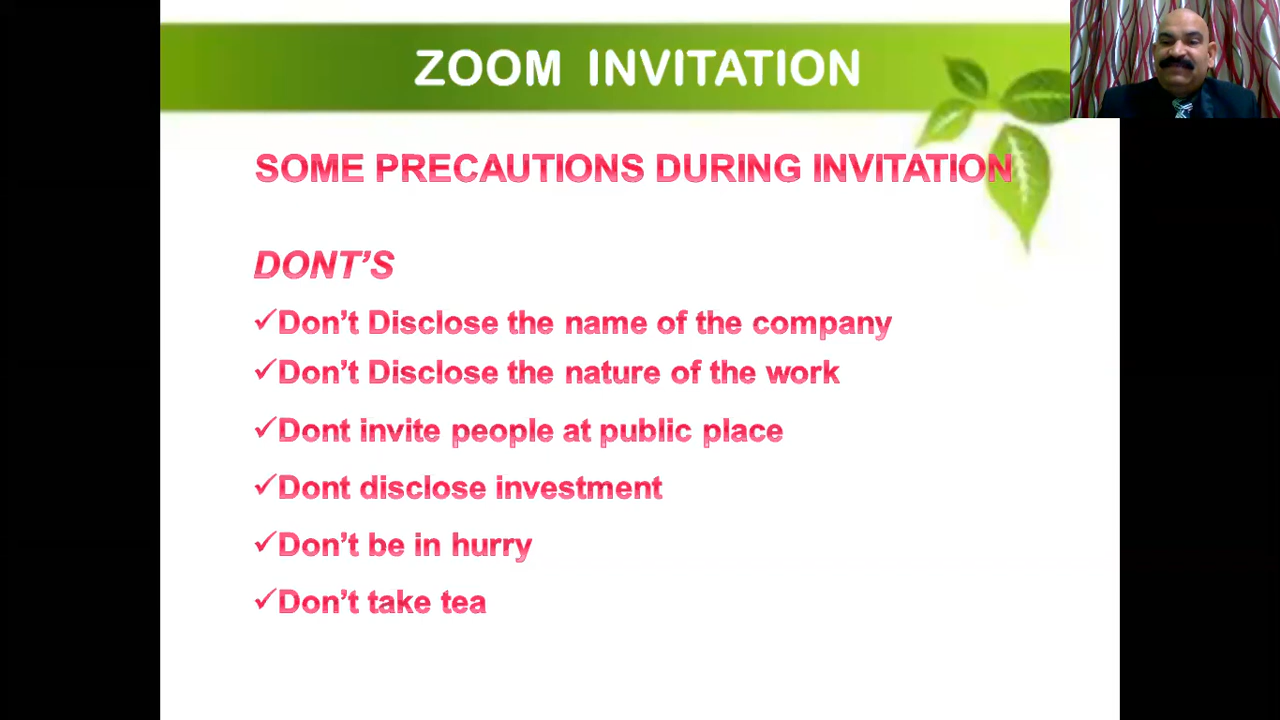 ZOOM INVITATION
SOME PRECAUTIONS DURING INVITATION
DONT'S
✓Don't Disclose the name of the company
✓Don't Disclose the nature of the work
✓Dont invite people at public place
✓Dont disclose investment
✓Don't be in hurry
✓Don't take tea